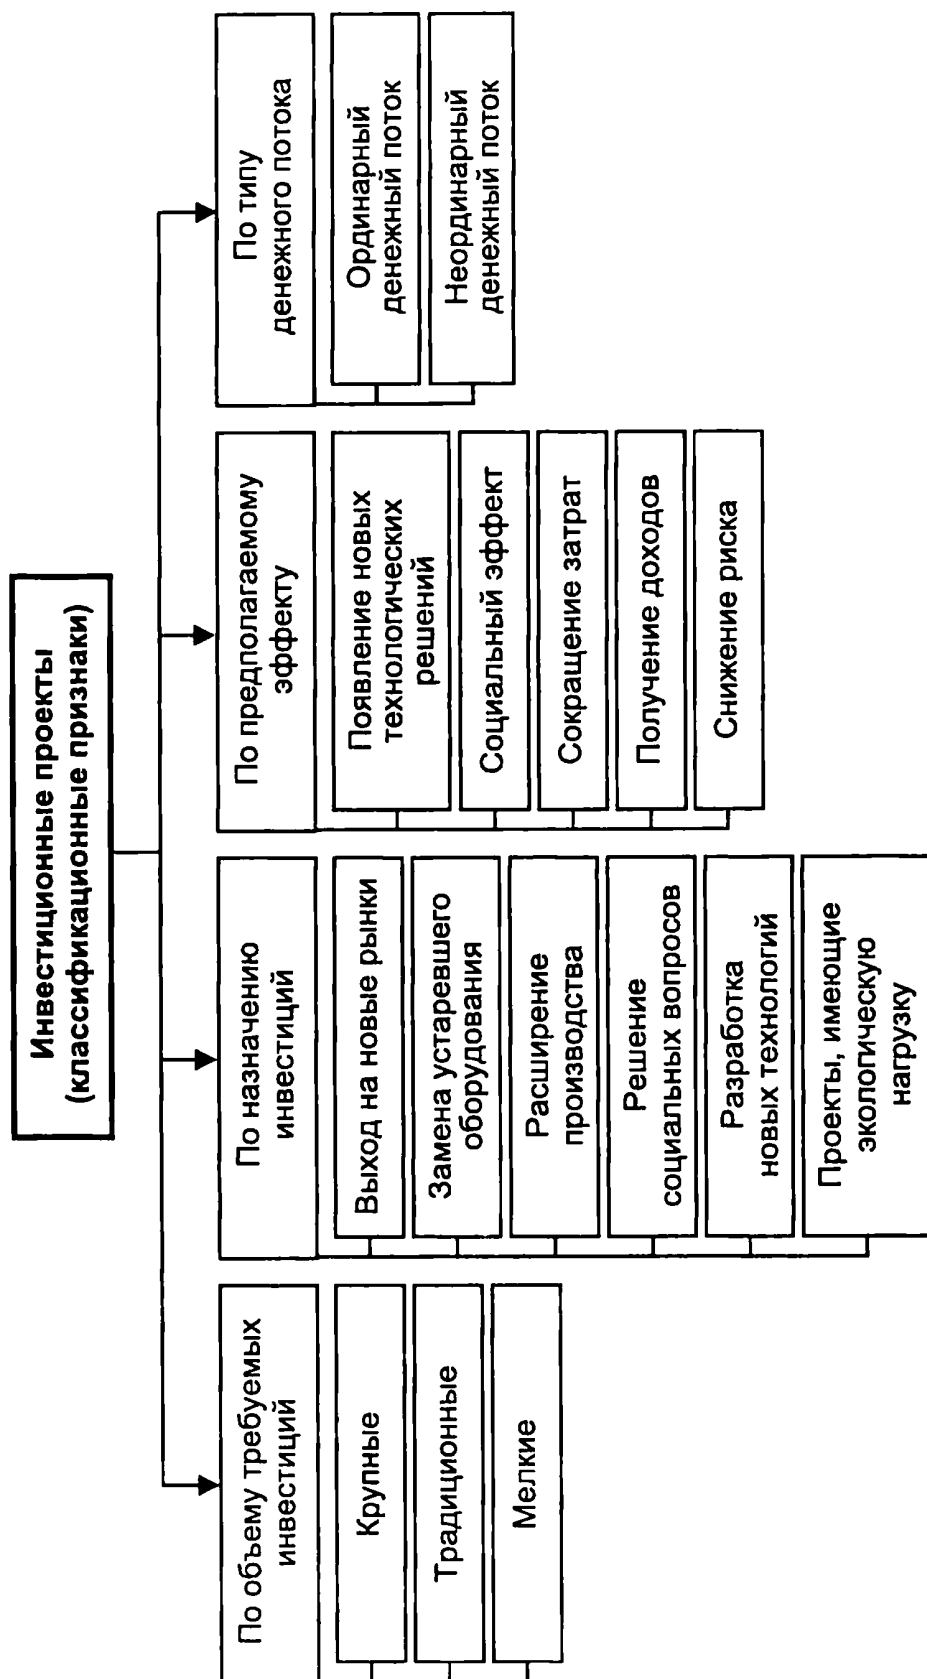 Инвестиционные проекты
(классификационные признаки)
По объему требуемых
инвестиций
Крупные
Традиционные
Мелкие
По назначению
инвестиций
Выход на новые рынки
Замена устаревшего
оборудования
Расширение
производства
Решение
социальных вопросов
Разработка
новых технологий
Проекты, имеющие
экологическую
нагрузку
По предполагаемому
эффекту
Появление новых
технологических
решений
Социальный эффект
Сокращение затрат
Получение доходов
Снижение риска
По типу
денежного потока
Ординарный
денежный поток
Неординарный
денежный поток